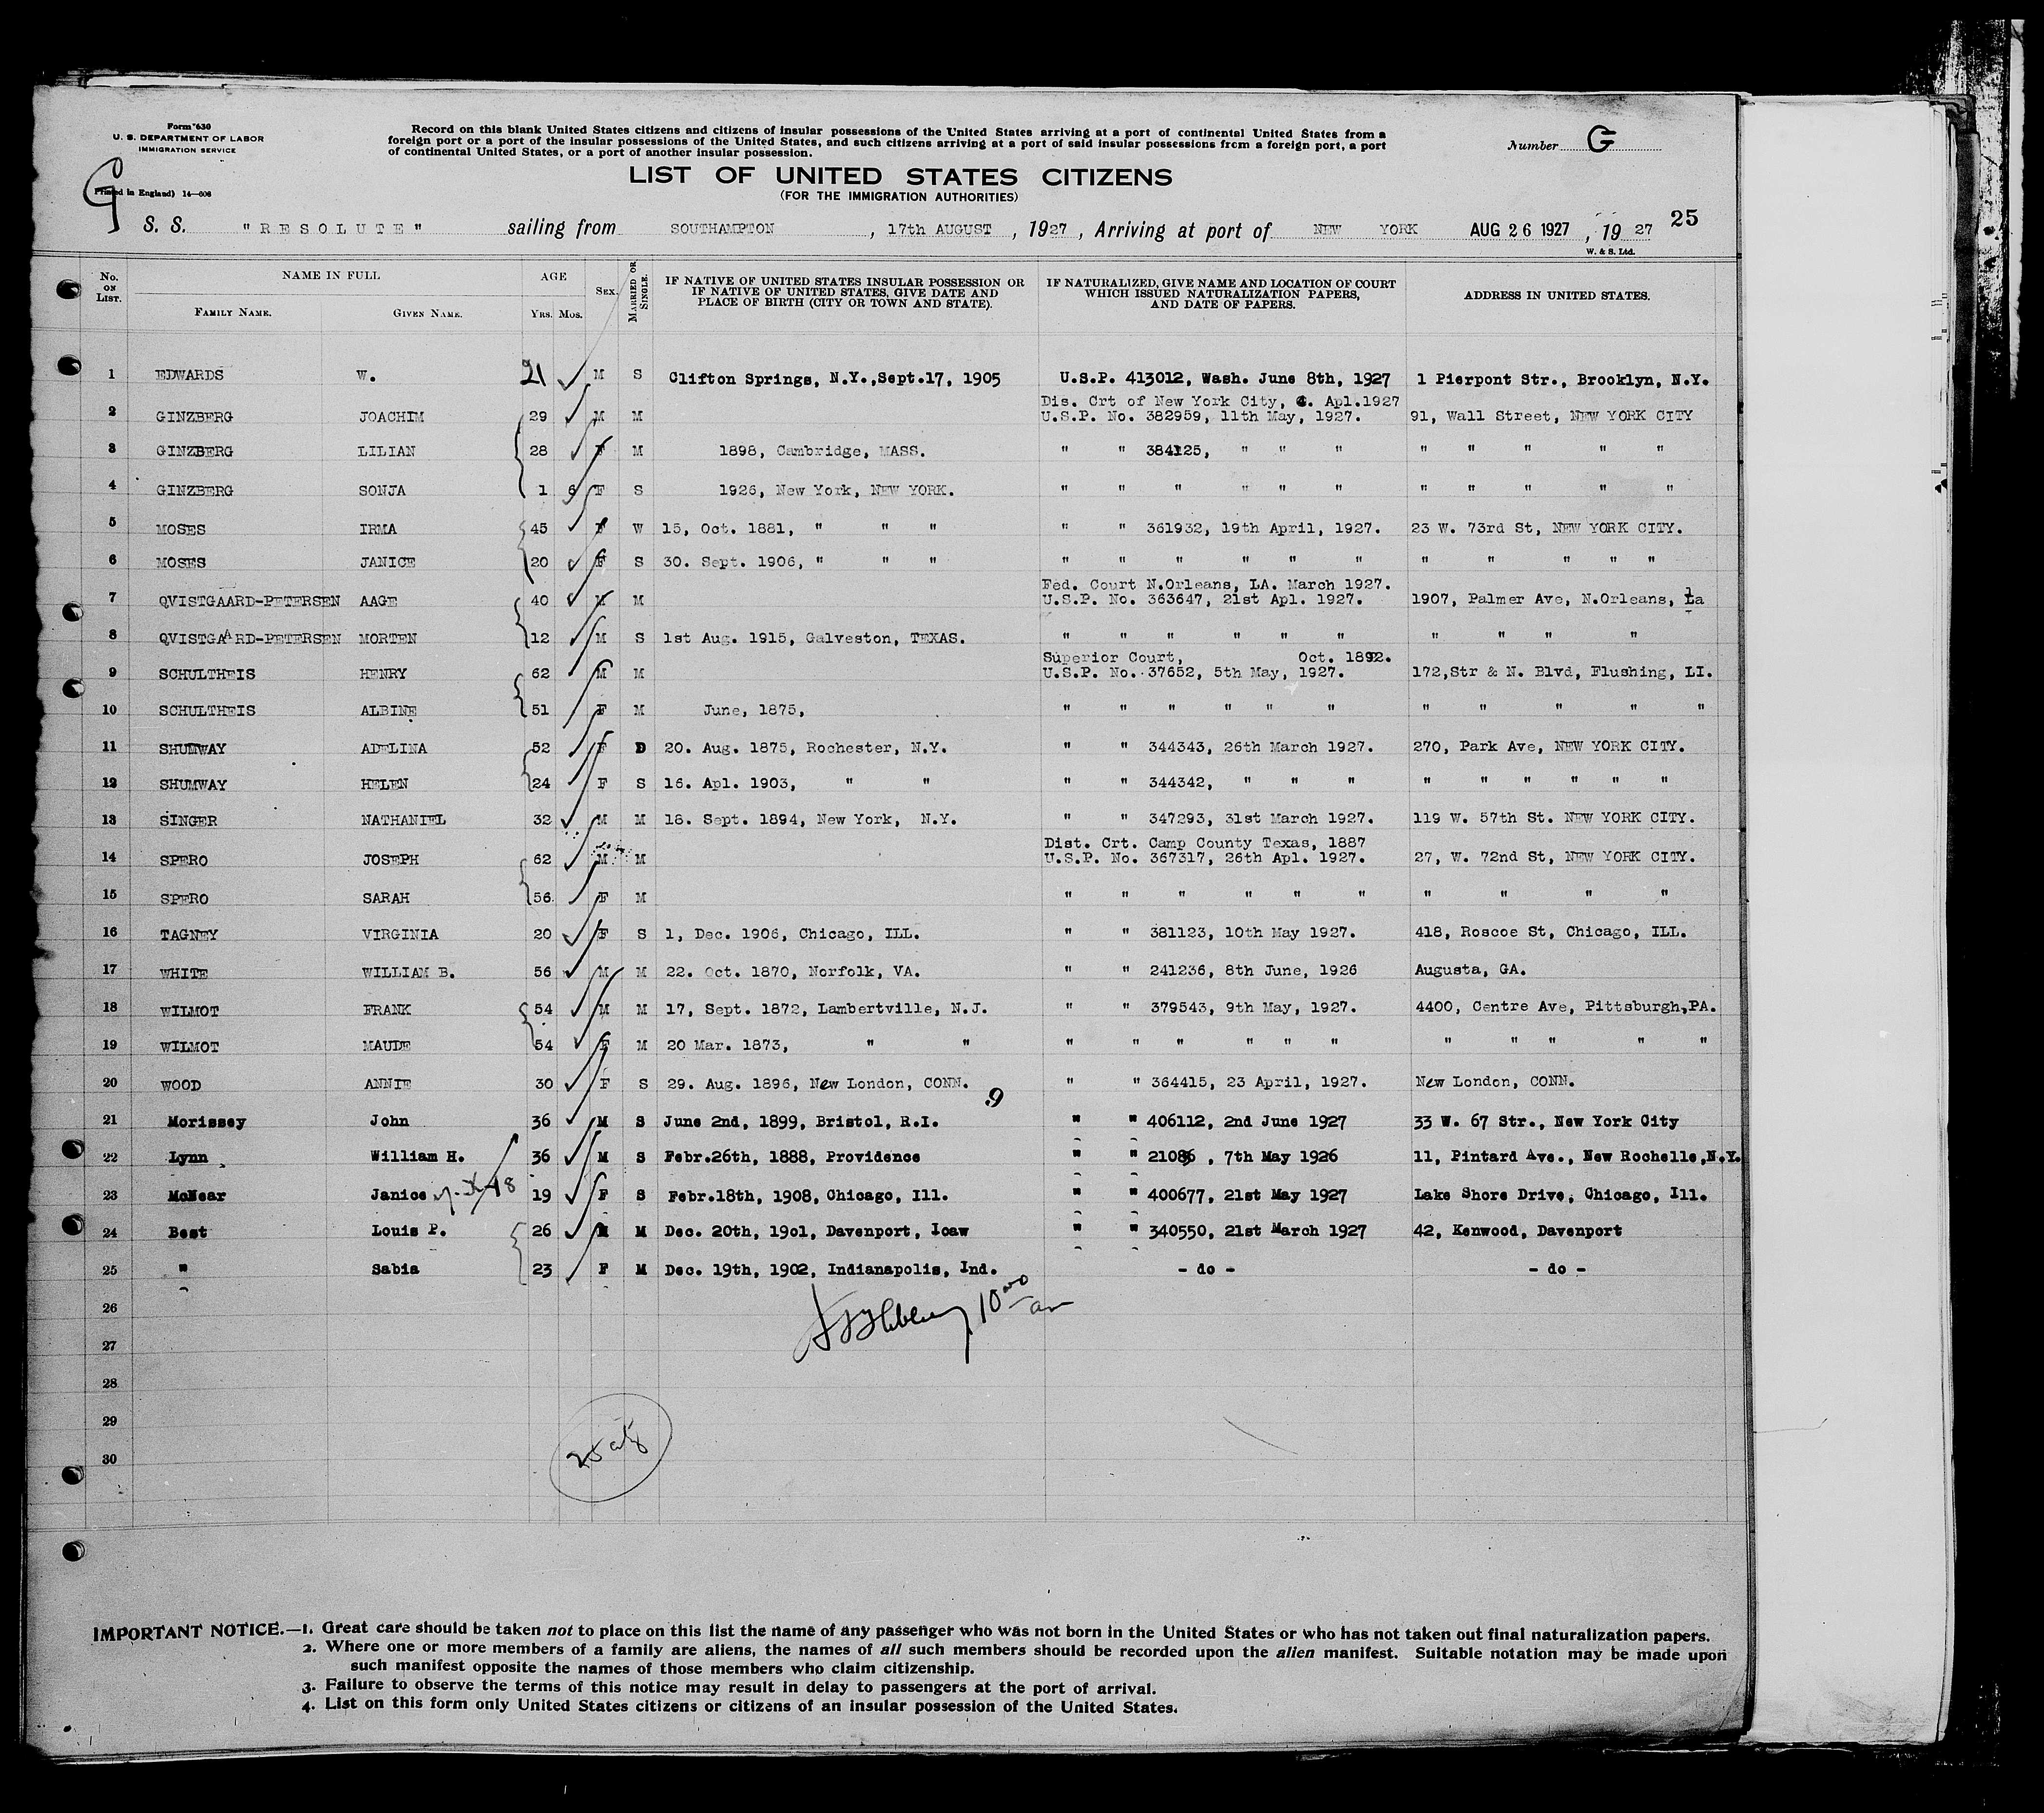 Form 630
U. S. DEPARTMENT OF LABOR
IMMIGRATION SERVICE
Printed in England) 14—606
G
Record on this blank United States citizens and citizens of insular possessions of the United States arriving at a port of continental United States from a
foreign port or a port of the insular possessions of the United States, and such citizens arriving at a port of said insular possessions from a foreign port, a port
of continental United States, or a port of another insular possession.
Number G
LIST OF UNITED STATES CITIZENS
(FOR THE IMMIGRATION AUTHORITIES)
S. S. "RESOLUTE" sailing from SOUTHAMPTON, 17th AUGUST, 1927, Arriving at port of NEW YORK AUG 26 1927, 19 27 25
W. & S. Ltd.
No. ON LIST. NAME IN FULL FAMILY NAME. GIVEN NAME. AGE YRS. MOS. SEX. MARRIED OR SINGLE. IF NATIVE OF UNITED STATES INSULAR POSSESSION OR IF NATIVE OF UNITED STATES, GIVE DATE AND PLACE OF BIRTH (CITY OR TOWN AND STATE). IF NATURALIZED, GIVE NAME AND LOCATION OF COURT WHICH ISSUED NATURALIZATION PAPERS, AND DATE OF PAPERS. ADDRESS IN UNITED STATES.
1 EDWARDS W. 21 M S Clifton Springs, N.Y.,Sept.17, 1905 U.S.P. 413012, Wash. June 8th, 1927 1 Pierpont Str., Brooklyn, N.Y.
Dis. Crt of New York City, 4. Apl.1927
2 GINZBERG JOACHIM 29 M M U.S.P. No. 382959, 11th May, 1927. 91, Wall Street, NEW YORK CITY
3 GINZBERG LILIAN 28 F M 1898, Cambridge, MASS. " " 384125, " " " " " " " "
4 GINZBERG SONJA 1 6 F S 1926, New York, NEW YORK. " " " " " " " " " " "
5 MOSES IRMA 45 F W 15, Oct. 1881, " " " " " 361932, 19th April, 1927. 23 W. 73rd St, NEW YORK CITY.
6 MOSES JANICE 20 F S 30. Sept. 1906, " " " " " " " " " " " " " "
Fed. Court N.Orleans, LA. March 1927.
7 QVISTGAARD-PETERSEN AAGE 40 M M U.S.P. No. 363647, 21st Apl. 1927. 1907, Palmer Ave, N.Orleans, La
8 QVISTGAARD-PETERSEN MORTEN 12 M S 1st Aug. 1915, Galveston, TEXAS. " " " " " " " " " "
Superior Court, Oct. 1892.
9 SCHULTHEIS HENRY 62 M M U.S.P. No. 37652, 5th May, 1927. 172,Str & N. Blvd, Flushing, LI.
10 SCHULTHEIS ALBINE 51 F M June, 1875, " " " " " " " " " " "
11 SHUMWAY ADELINA 52 F D 20. Aug. 1875, Rochester, N.Y. " " 344343, 26th March 1927. 270, Park Ave, NEW YORK CITY.
12 SHUMWAY HELEN 24 F S 16. Apl. 1903, " " " " 344342, " " " " " " " " "
13 SINGER NATHANIEL 32 M M 18. Sept. 1894, New York, N.Y. " " 347293, 31st March 1927. 119 W. 57th St. NEW YORK CITY.
Dist. Crt. Camp County Texas, 1887
14 SPERO JOSEPH 62 M M U.S.P. No. 367317, 26th Apl. 1927. 27, W. 72nd St, NEW YORK CITY.
15 SPERO SARAH 56 F M " " " " " " " " " "
16 TAGNEY VIRGINIA 20 F S 1, Dec. 1906, Chicago, ILL. " " 381123, 10th May 1927. 418, Roscoe St, Chicago, ILL.
17 WHITE WILLIAM B. 56 M M 22. Oct. 1870, Norfolk, VA. " " 241236, 8th June, 1926 Augusta, GA.
18 WILMOT FRANK 54 M M 17, Sept. 1872, Lambertville, N.J. " " 379543, 9th May, 1927. 4400, Centre Ave, Pittsburgh,PA.
19 WILMOT MAUDE 54 F M 20 Mar. 1873, " " " " " " " " " " " " "
20 WOOD ANNIE 30 F S 29. Aug. 1896, New London, CONN. " " 364415, 23 April, 1927. New London, CONN.
9
21 Morissey John 36 M S June 2nd, 1899, Bristol, R.I. " " 406112, 2nd June 1927 33 W. 67 Str., New York City
22 Lynn William H. 36 M S Febr.26th, 1888, Providence " " 21086 , 7th May 1926 11, Pintard Ave., New Rochelle,N.Y.
23 McNear Janice 19 F S Febr.18th, 1908, Chicago, Ill. " " 400677, 21st May 1927 Lake Shore Drive, Chicago, Ill.
24 Best Louis P. 26 M M Dec. 20th, 19o1, Davenport, Icaw " " 340550, 21st March 1927 42, Kenwood, Davenport
25 " Sabia 23 F M Dec. 19th, 1902, Indianapolis, Ind. - do - - do -
26
27
28
29
30
IMPORTANT NOTICE.—1. Great care should be taken not to place on this list the name of any passenger who was not born in the United States or who has not taken out final naturalization papers.
2. Where one or more members of a family are aliens, the names of all such members should be recorded upon the alien manifest. Suitable notation may be made upon
such manifest opposite the names of those members who claim citizenship.
3. Failure to observe the terms of this notice may result in delay to passengers at the port of arrival.
4. List on this form only United States citizens or citizens of an insular possession of the United States.